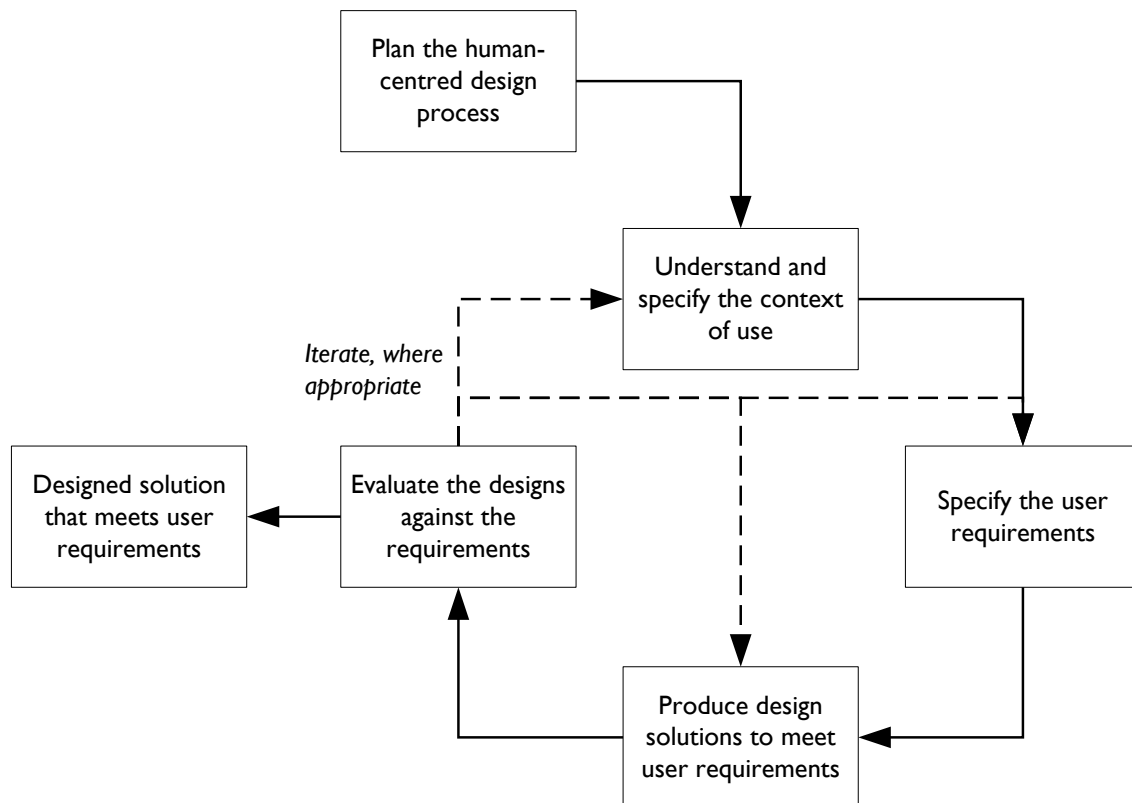 Plan the human-
centred design
process
Understand and
specify the context
of use
Iterate, where
appropriate
Designed solution
that meets user
requirements
Evaluate the designs
against the
requirements
Specify the user
requirements
Produce design
solutions to meet
user requirements